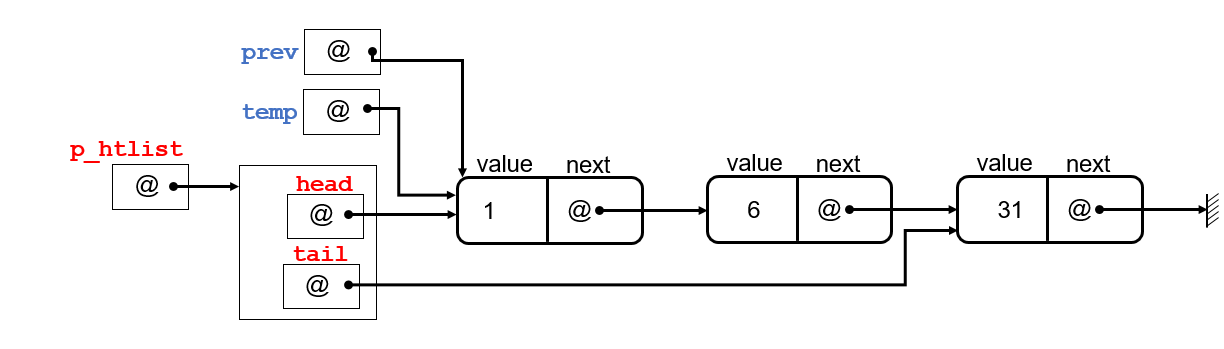 prev @
temp @
p_htlist
@
head
@
tail
@
value next
1 @
value next
6 @
value next
31 @